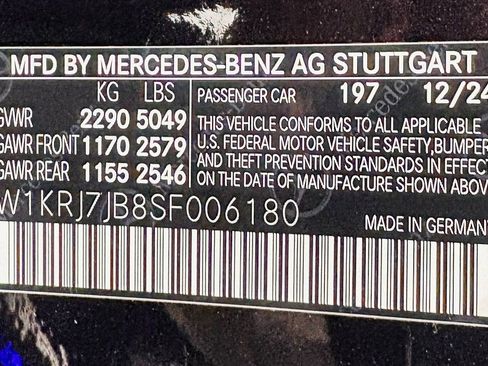 MFD BY MERCEDES-BENZ AG STUTTGART
KG LBS
PASSENGER CAR 197 12/24
GVWR 2290 5049
GAWR FRONT 1170 2579
GAWR REAR 1155 2546
THIS VEHICLE CONFORMS TO ALL APPLICABLE
U.S. FEDERAL MOTOR VEHICLE SAFETY, BUMPER
AND THEFT PREVENTION STANDARDS IN EFFECT
ON THE DATE OF MANUFACTURE SHOWN ABOVE
W1KRJ7JB8SF006180
MADE IN GERMANY